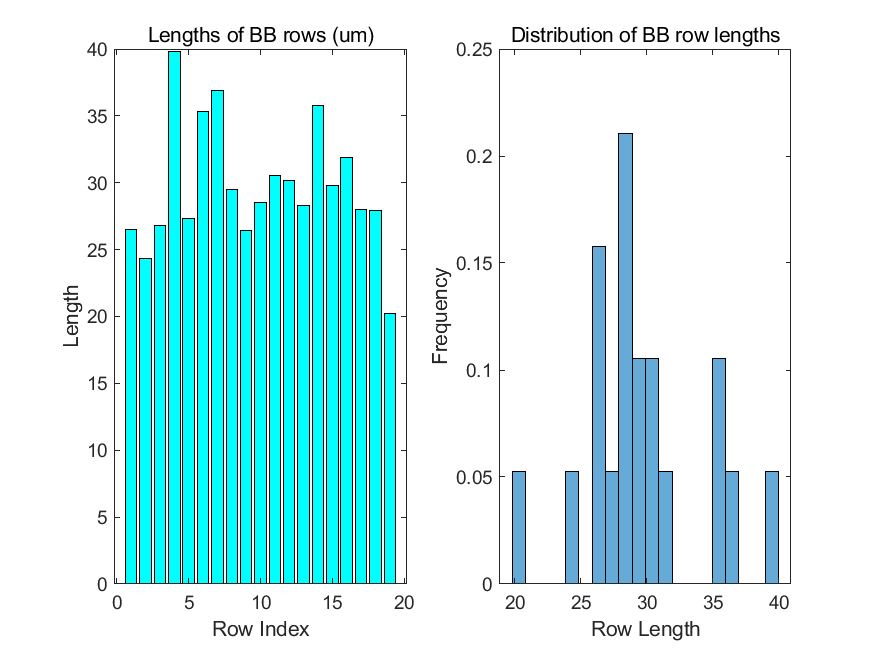 Lengths of BB rows (um)
40
35
30
25
20
15
10
5
0
Length
0 5 10 15 20
Row Index
Distribution of BB row lengths
0.25
0.2
0.15
0.1
0.05
0
Frequency
20 25 30 35 40
Row Length